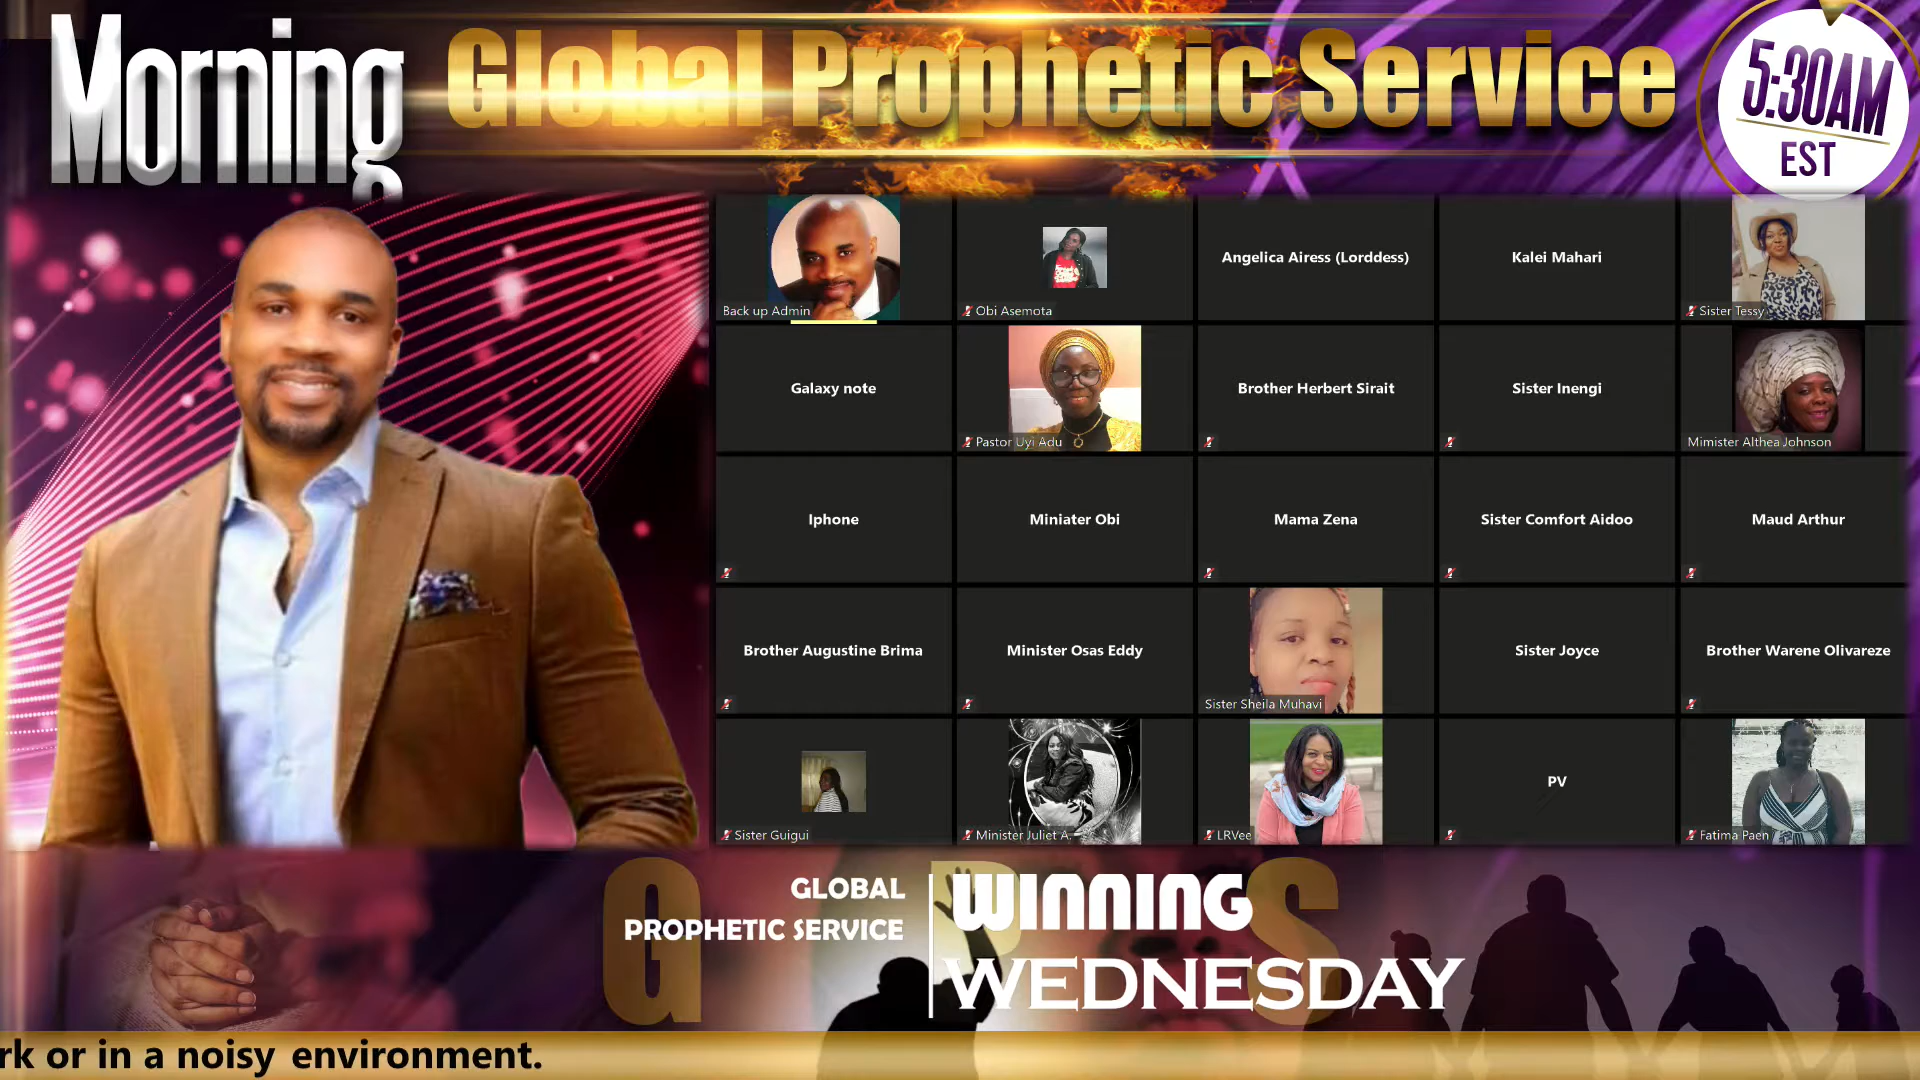 Morning
Global Prophetic Service
5:30AM
EST
Back up Admin
Obi Asemota
Angelica Airess (Lorddess)
Kalei Mahari
Sister Tessy
Galaxy note
Pastor Uyi Adu
Brother Herbert Sirait
Sister Inengi
Mimister Althea Johnson
Iphone
Miniater Obi
Mama Zena
Sister Comfort Aidoo
Maud Arthur
Brother Augustine Brima
Minister Osas Eddy
Sister Sheila Muhavi
Sister Joyce
Brother Warene Olivareze
Sister Guigui
Minister Juliet A.
LRVee
PV
Fatima Paen
GPS
GLOBAL
PROPHETIC SERVICE
WINNING
WEDNESDAY
rk or in a noisy environment.